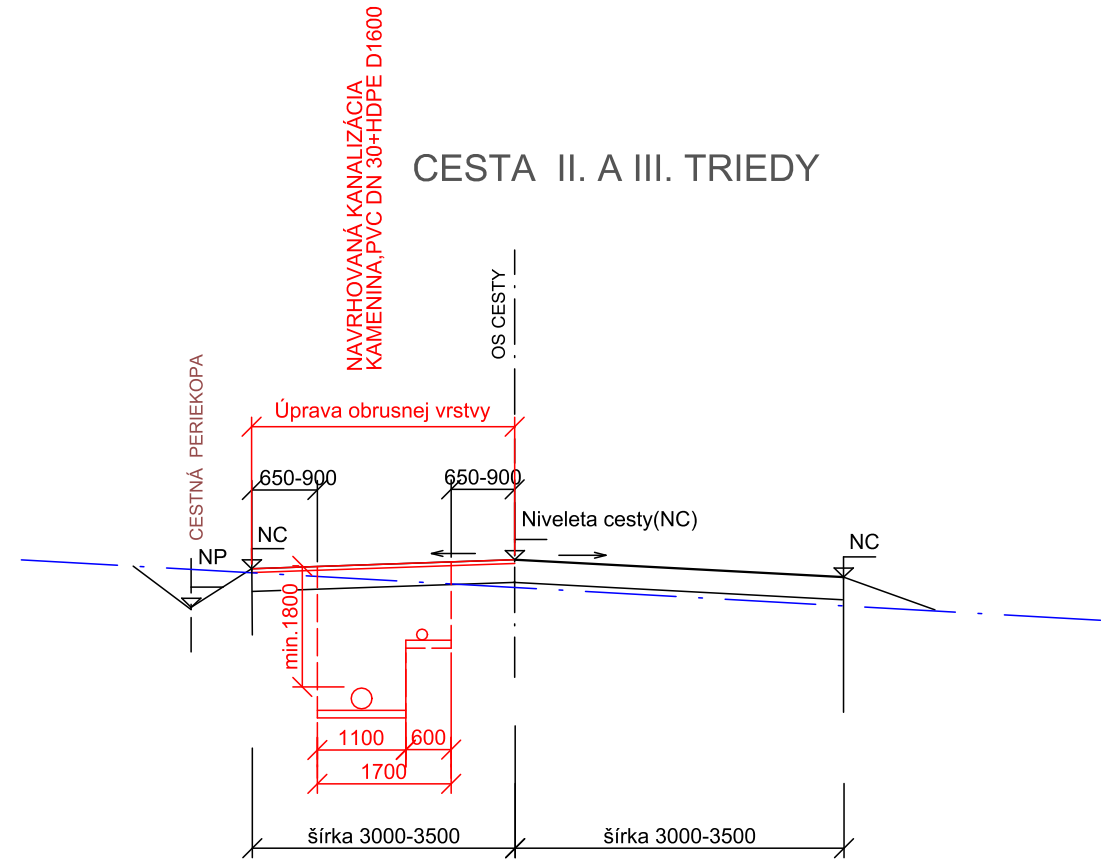 NAVRHOVANÁ KANALIZÁCIA
KAMENINA,PVC DN 30+HDPE D1600
CESTA II. A III. TRIEDY
OS CESTY
CESTNÁ PERIEKOPA
Úprava obrusnej vrstvy
650-900
650-900
Niveleta cesty(NC)
NC
NC
NP
min.1800
1100
600
1700
šírka 3000-3500
šírka 3000-3500